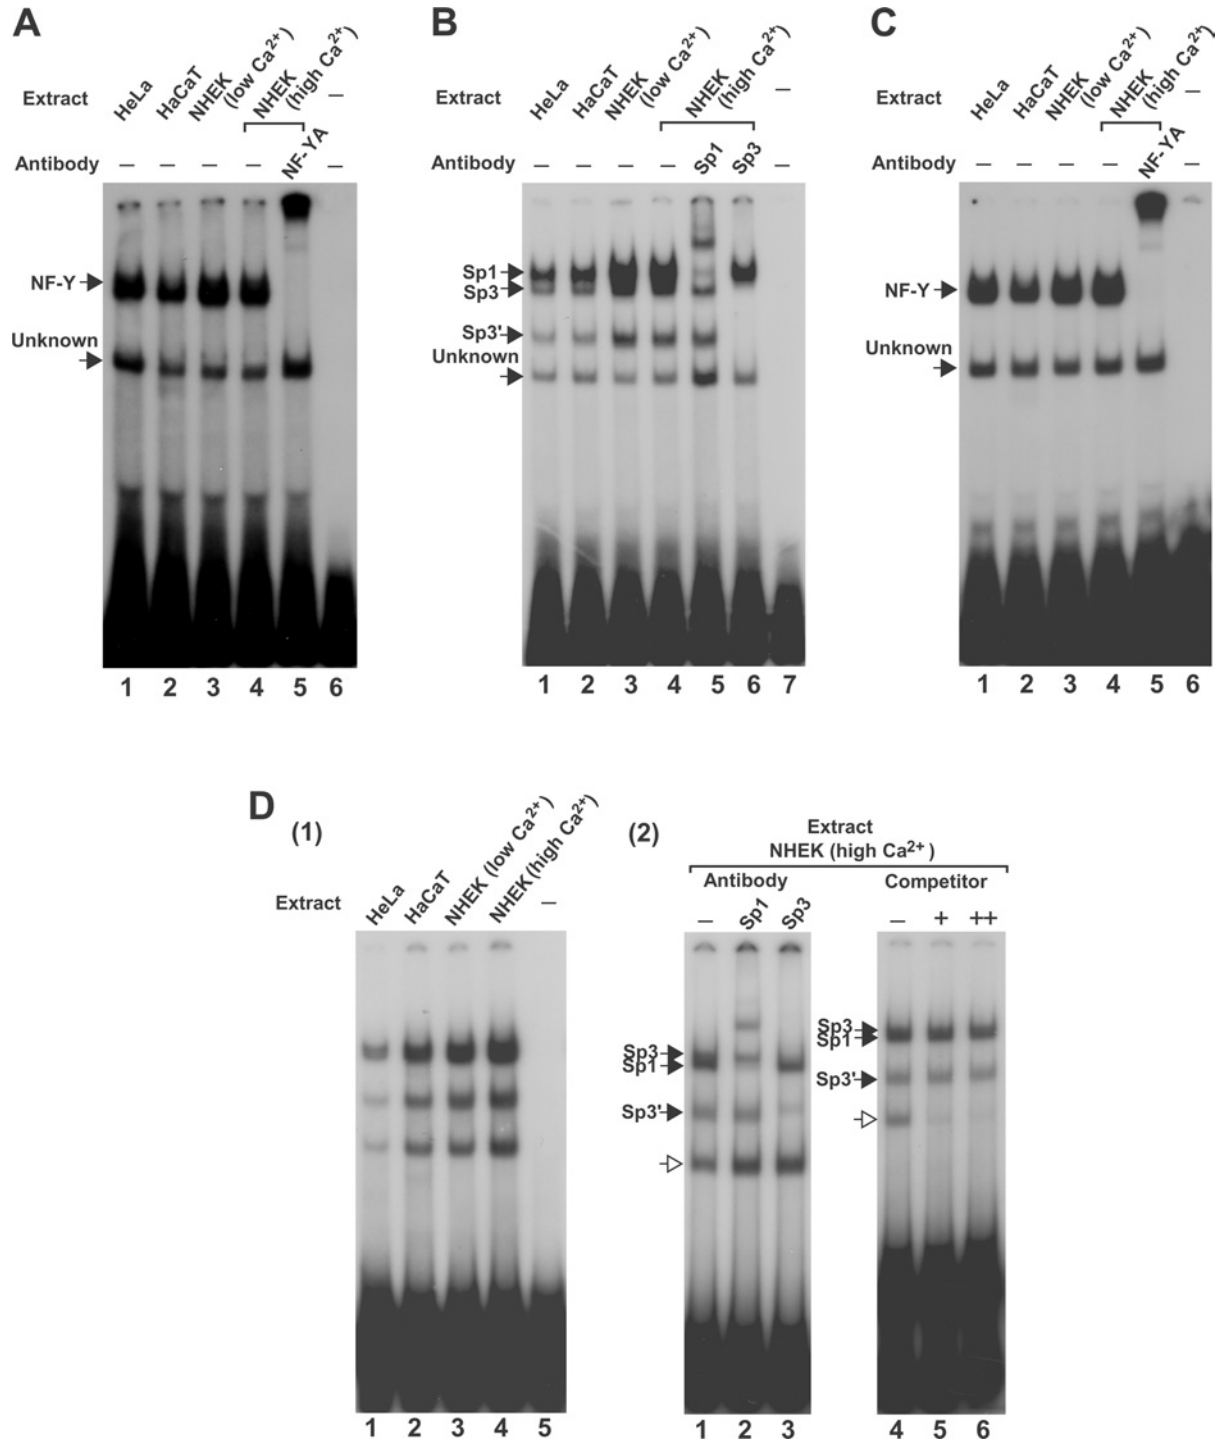 A
Extract
HeLa
HaCaT
NHEK
(low Ca2+)
NHEK
(high Ca2+)
–
Antibody
–
–
–
–
NF-YA
–
NF-Y
Unknown
1 2 3 4 5 6
B
Extract
HeLa
HaCaT
NHEK
(low Ca2+)
NHEK
(high Ca2+)
–
Antibody
–
–
–
–
Sp1
Sp3
–
Sp1
Sp3
Sp3'
Unknown
1 2 3 4 5 6 7
C
Extract
HeLa
HaCaT
NHEK
(low Ca2+)
NHEK
(high Ca2+)
–
Antibody
–
–
–
–
NF-YA
–
NF-Y
Unknown
1 2 3 4 5 6
D
(1)
Extract
HeLa
HaCaT
NHEK (low Ca2+)
NHEK (high Ca2+)
–
1 2 3 4 5
(2)
Extract
NHEK (high Ca2+)
Antibody
– Sp1 Sp3
Sp3
Sp1
Sp3'
1 2 3
Competitor
– + ++
Sp3
Sp1
Sp3'
4 5 6